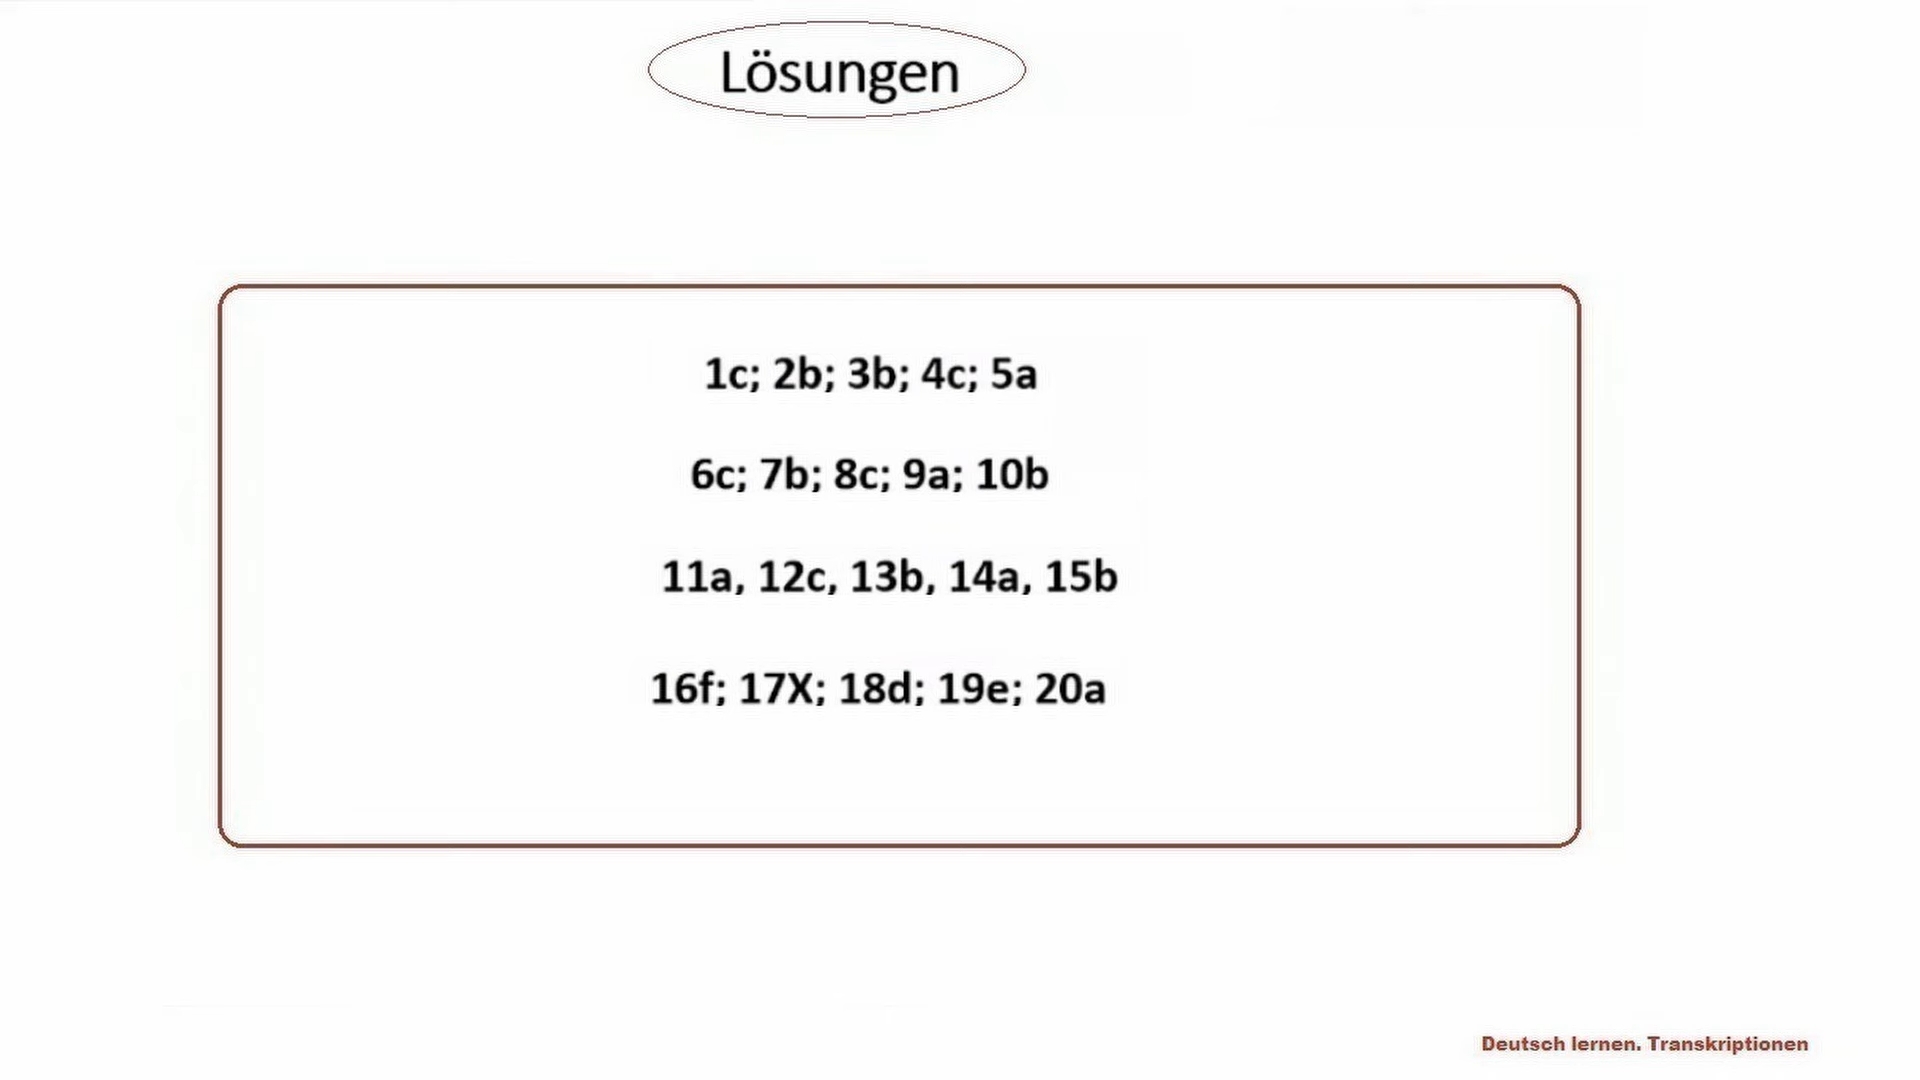 Lösungen
1c; 2b; 3b; 4c; 5a
6c; 7b; 8c; 9a; 10b
11a, 12c, 13b, 14a, 15b
16f; 17X; 18d; 19e; 20a
Deutsch lernen. Transkriptionen